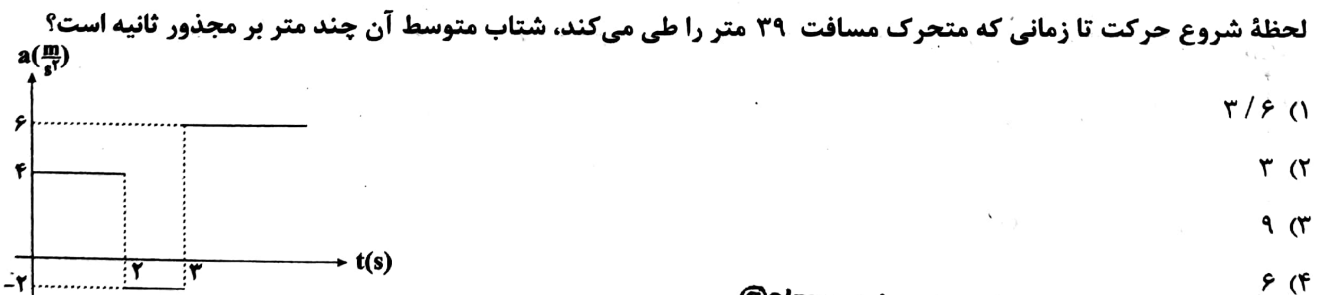 لحظهٔ شروع حرکت تا زمانی که متحرک مسافت ۳۹ متر را طی می‌کند، شتاب متوسط آن چند متر بر مجذور ثانیه است؟
a(m/s²)
۱) ۳/۶
۲) ۳
۳) ۹
۴) ۶
۶
۴
-۲
۲ ۳
t(s)